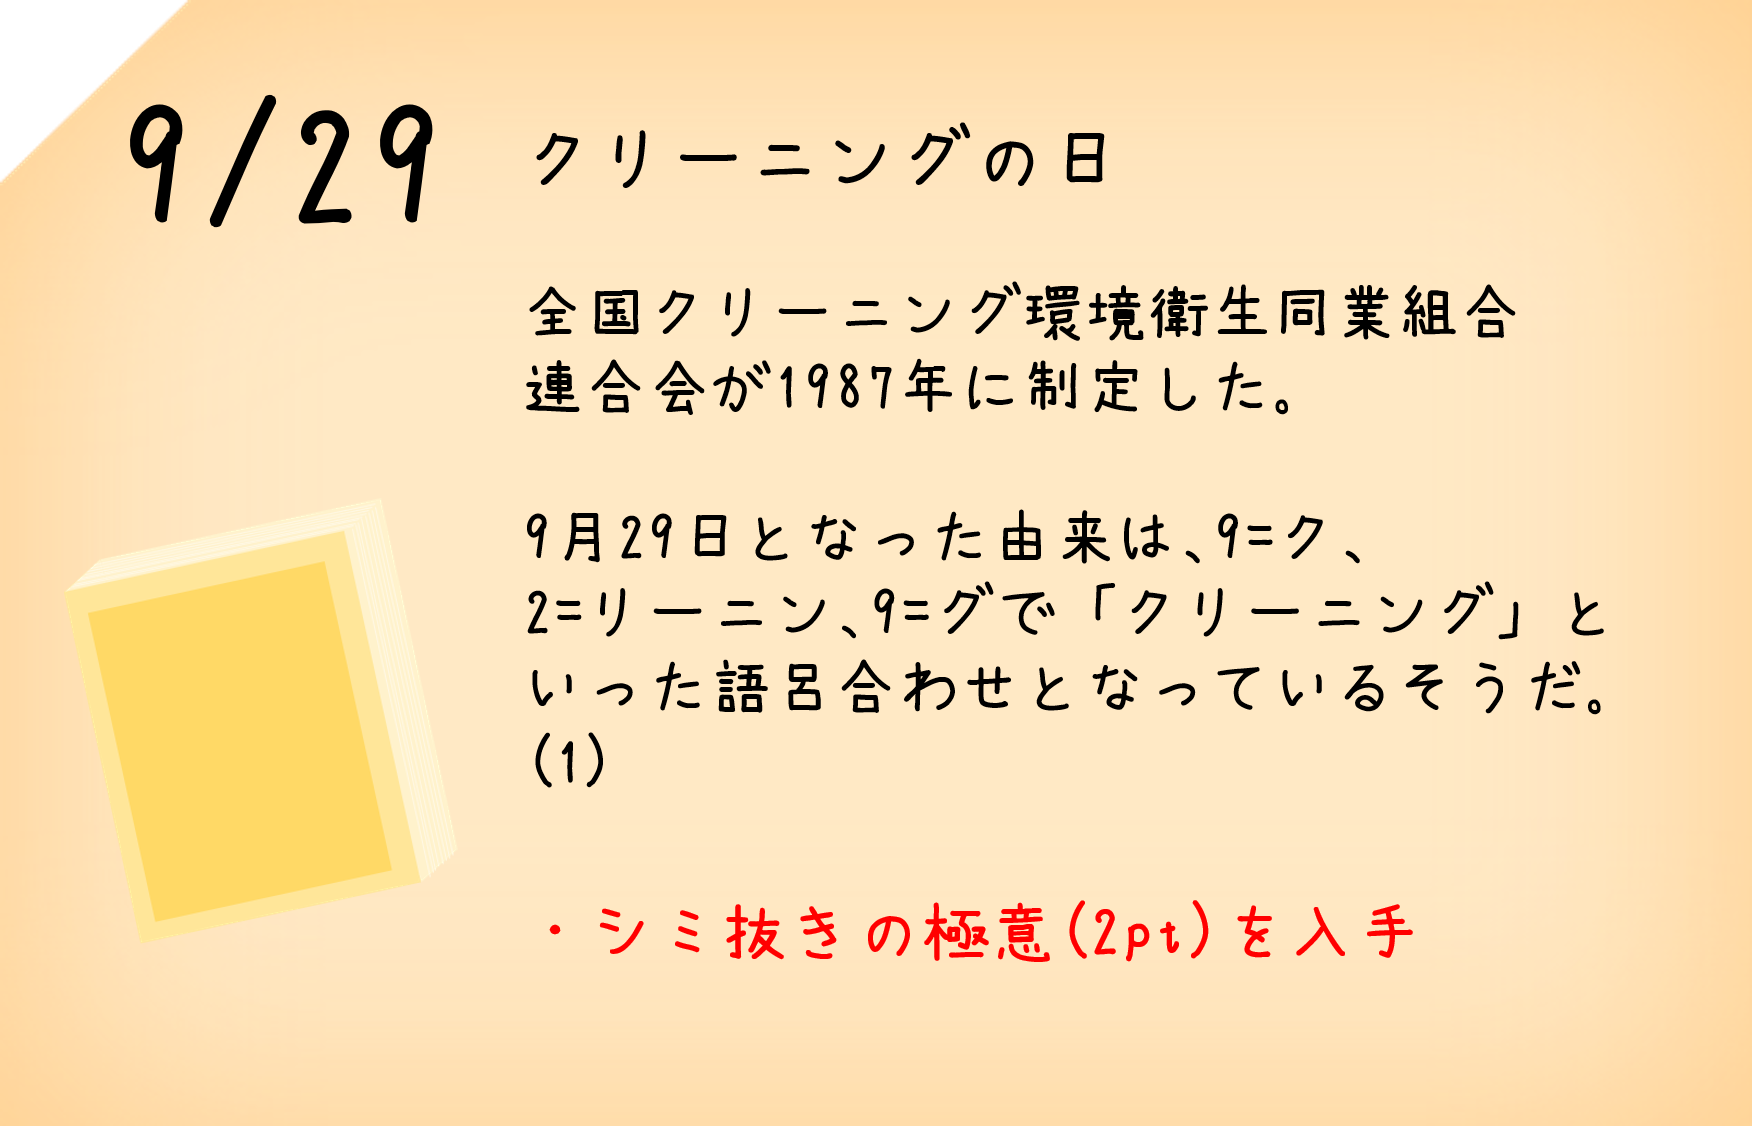 9/29 クリーニングの日
全国クリーニング環境衛生同業組合
連合会が1987年に制定した。
9月29日となった由来は、9=ク、
2=リーニン、9=グで「クリーニング」と
いった語呂合わせとなっているそうだ。
(1)
・シミ抜きの極意(2pt)を入手